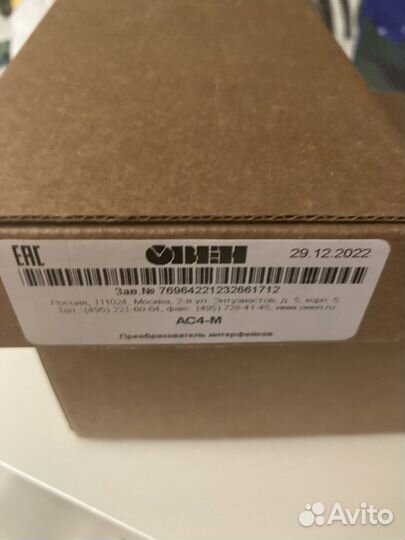 EAC ОВЕН 29.12.2022
Зав.№ 76964221232661712
Россия, 111024, Москва, 2-я ул. Энтузиастов, д. 5, корп. 5
Тел.: (495) 221-60-64, факс: (495) 728-41-45, www.owen.ru
АС4-М
Преобразователь интерфейсов
Avito